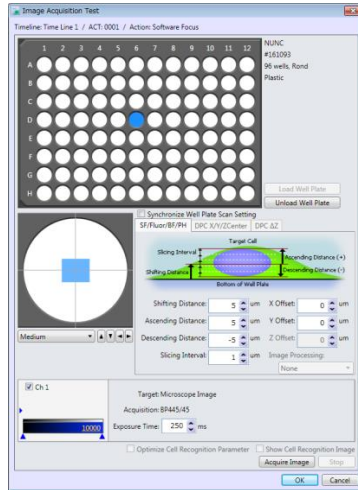 Image Acquisition Test
Timeline: Time Line 1 / ACT: 0001 / Action: Software Focus
1 2 3 4 5 6 7 8 9 10 11 12
A
B
C
D
E
F
G
H
NUNC
#161093
96 wells, Rond
Plastic
Load Well Plate
Unload Well Plate
Synchronize Well Plate Scan Setting
SF/Fluor/BF/PH DPC X/Y/ZCenter DPC ΔZ
Target Cell
Slicing Interval
Ascending Distance (+)
Shifting Distance
Descending Distance (-)
Bottom of Well Plate
Medium
Shifting Distance: 5 um X Offset: 0 um
Ascending Distance: 5 um Y Offset: 0 um
Descending Distance: -5 um Z Offset: 0 um
Slicing Interval: 1 um Image Processing:
None
Ch 1
10000
Target: Microscope Image
Acquisition: BP445/45
Exposure Time: 250 ms
Optimize Cell Recognition Parameter Show Cell Recognition Image
Acquire Image Stop
OK Cancel